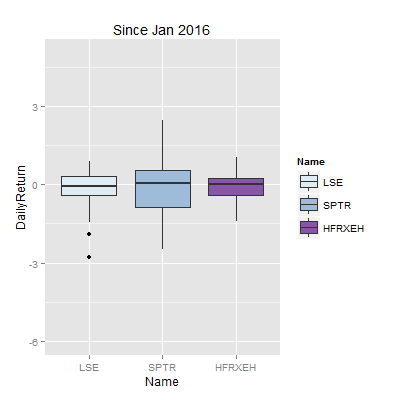 Since Jan 2016
DailyReturn
3
0
-3
-6
LSE
SPTR
HFRXEH
Name
Name
LSE
SPTR
HFRXEH